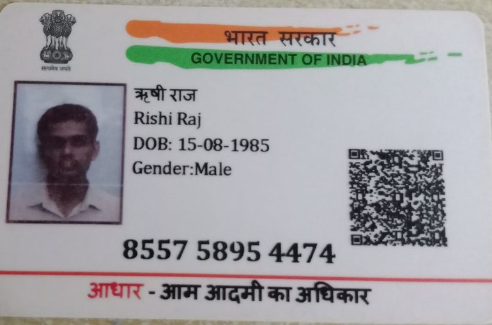 भारत सरकार
GOVERNMENT OF INDIA
सत्यमेव जयते
ऋषी राज
Rishi Raj
DOB: 15-08-1985
Gender:Male
8557 5895 4474
आधार - आम आदमी का अधिकार